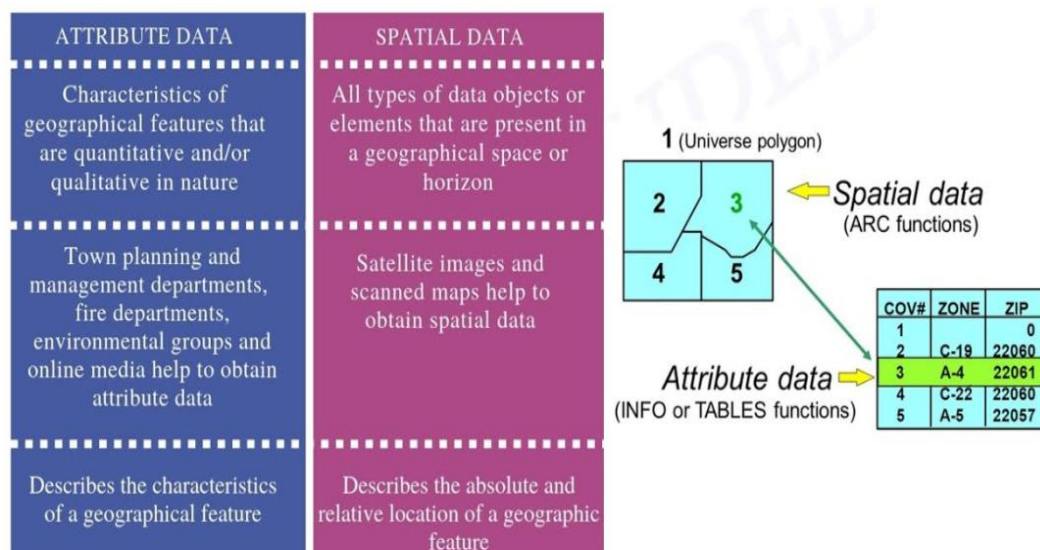 ATTRIBUTE DATA
Characteristics of
geographical features that
are quantitative and/or
qualitative in nature
Town planning and
management departments,
fire departments,
environmental groups and
online media help to obtain
attribute data
Describes the characteristics
of a geographical feature
SPATIAL DATA
All types of data objects or
elements that are present in
a geographical space or
horizon
Satellite images and
scanned maps help to
obtain spatial data
Describes the absolute and
relative location of a geographic
feature
1 (Universe polygon)
2 3
4 5
Spatial data
(ARC functions)
Attribute data
(INFO or TABLES functions)
COV# ZONE ZIP
1 0
2 C-19 22060
3 A-4 22061
4 C-22 22060
5 A-5 22057